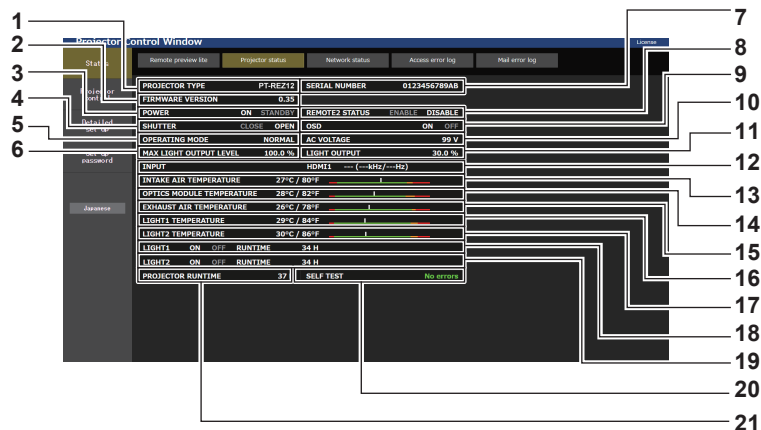 Projector Control Window
License
Status
Remote preview lite
Projector status
Network status
Access error log
Mail error log
Projector control
Detailed set up
Set up password
Japanese
PROJECTOR TYPE PT-REZ12
SERIAL NUMBER 0123456789AB
FIRMWARE VERSION 0.35
POWER ON STANDBY
REMOTE2 STATUS ENABLE DISABLE
SHUTTER CLOSE OPEN
OSD ON OFF
OPERATING MODE NORMAL
AC VOLTAGE 99 V
MAX LIGHT OUTPUT LEVEL 100.0 %
LIGHT OUTPUT 30.0 %
INPUT HDMI1 --- (---kHz/---Hz)
INTAKE AIR TEMPERATURE 27°C / 80°F
OPTICS MODULE TEMPERATURE 28°C / 82°F
EXHAUST AIR TEMPERATURE 26°C / 78°F
LIGHT1 TEMPERATURE 29°C / 84°F
LIGHT2 TEMPERATURE 30°C / 86°F
LIGHT1 ON OFF RUNTIME 34 H
LIGHT2 ON OFF RUNTIME 34 H
PROJECTOR RUNTIME 37
SELF TEST No errors
1
2
3
4
5
6
7
8
9
10
11
12
13
14
15
16
17
18
19
20
21